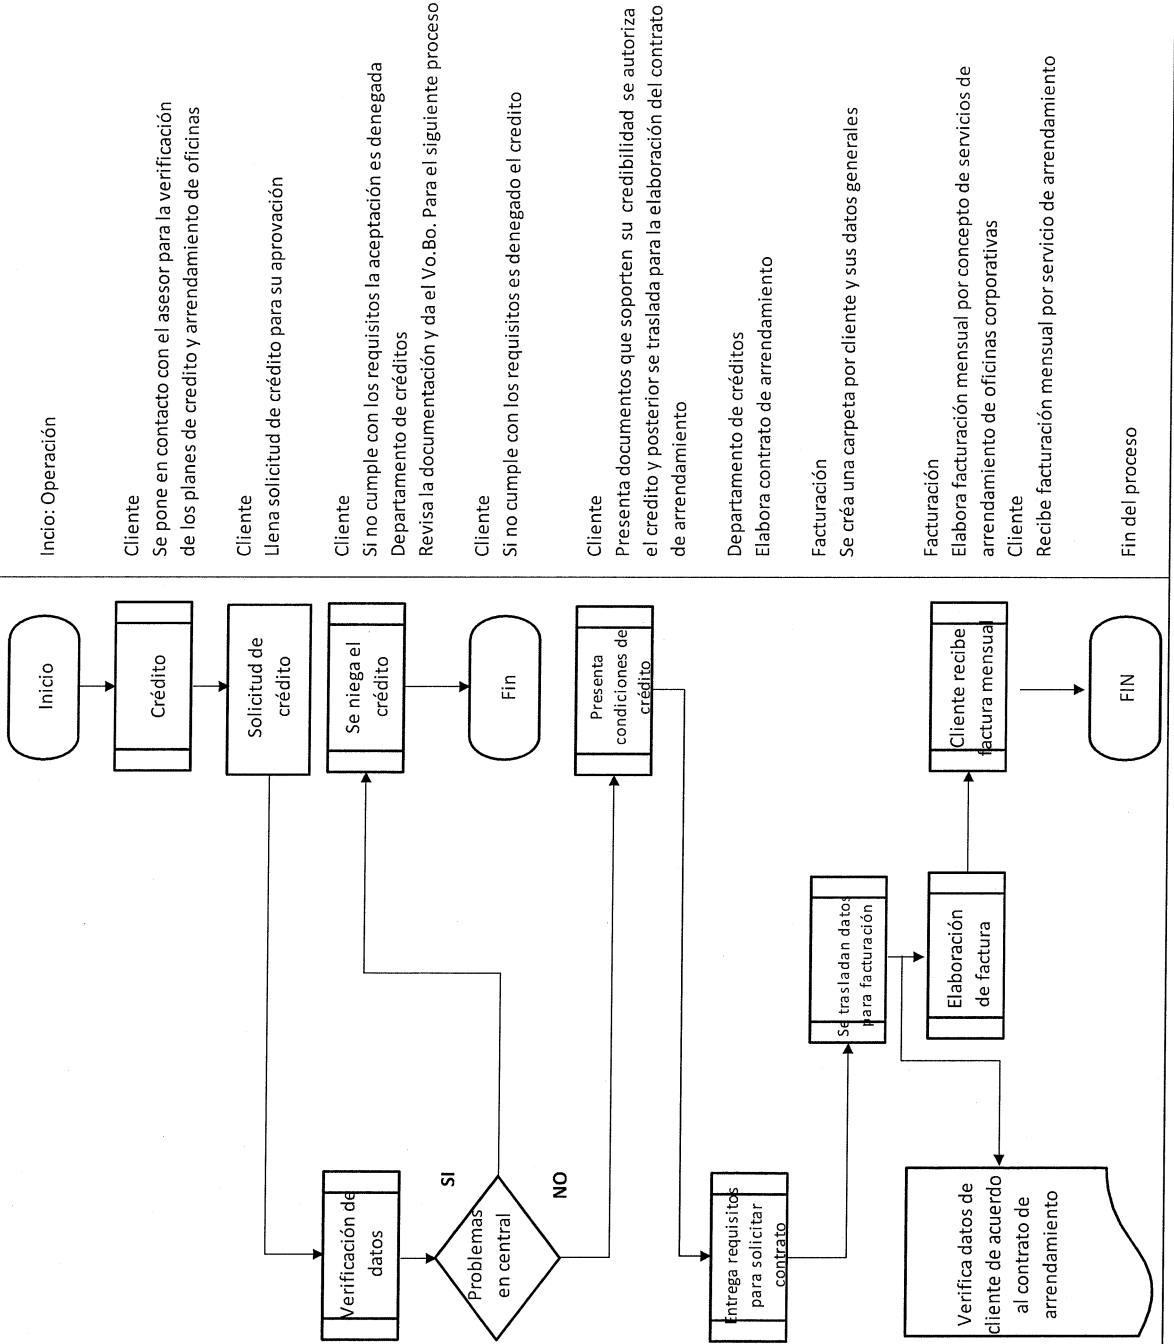 Inicio
Crédito
Solicitud de
crédito
Verificación de
datos
Problemas
en central
SI
NO
Se niega el
crédito
Fin
Presenta
condiciones de
crédito
Entrega requisitos
para solicitar
contrato
Se trasladan datos
para facturación
Elaboración
de factura
Verifica datos de
cliente de acuerdo
al contrato de
arrendamiento
Cliente recibe
factura mensual
FIN
Incio: Operación
Cliente
Se pone en contacto con el asesor para la verificación
de los planes de credito y arrendamiento de oficinas
Cliente
Llena solicitud de crédito para su aprovación
Cliente
Si no cumple con los requisitos la aceptación es denegada
Departamento de créditos
Revisa la documentación y da el Vo.Bo. Para el siguiente proceso
Cliente
Si no cumple con los requisitos es denegado el credito
Cliente
Presenta documentos que soporten su credibilidad se autoriza
el credito y posterior se traslada para la elaboración del contrato
de arrendamiento
Departamento de créditos
Elabora contrato de arrendamiento
Facturación
Se créa una carpeta por cliente y sus datos generales
Facturación
Elabora facturación mensual por concepto de servicios de
arrendamiento de oficinas corporativas
Cliente
Recibe facturación mensual por servicio de arrendamiento
Fin del proceso